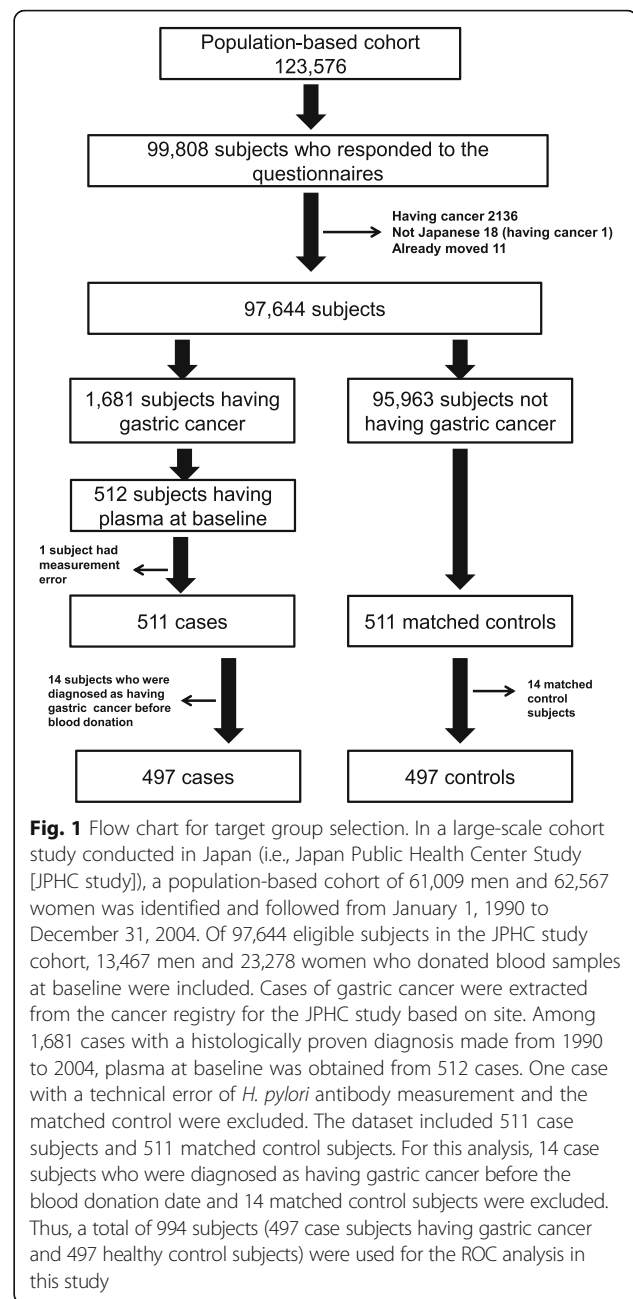 Population-based cohort
123,576
99,808 subjects who responded to the
questionnaires
Having cancer 2136
Not Japanese 18 (having cancer 1)
Already moved 11
97,644 subjects
1,681 subjects having
gastric cancer
95,963 subjects not
having gastric cancer
512 subjects having
plasma at baseline
1 subject had
measurement
error
511 cases
511 matched controls
14 subjects who were
diagnosed as having
gastric cancer before
blood donation
14 matched
control
subjects
497 cases
497 controls
Fig. 1 Flow chart for target group selection. In a large-scale cohort
study conducted in Japan (i.e., Japan Public Health Center Study
[JPHC study]), a population-based cohort of 61,009 men and 62,567
women was identified and followed from January 1, 1990 to
December 31, 2004. Of 97,644 eligible subjects in the JPHC study
cohort, 13,467 men and 23,278 women who donated blood samples
at baseline were included. Cases of gastric cancer were extracted
from the cancer registry for the JPHC study based on site. Among
1,681 cases with a histologically proven diagnosis made from 1990
to 2004, plasma at baseline was obtained from 512 cases. One case
with a technical error of H. pylori antibody measurement and the
matched control were excluded. The dataset included 511 case
subjects and 511 matched control subjects. For this analysis, 14 case
subjects who were diagnosed as having gastric cancer before the
blood donation date and 14 matched control subjects were excluded.
Thus, a total of 994 subjects (497 case subjects having gastric cancer
and 497 healthy control subjects) were used for the ROC analysis in
this study